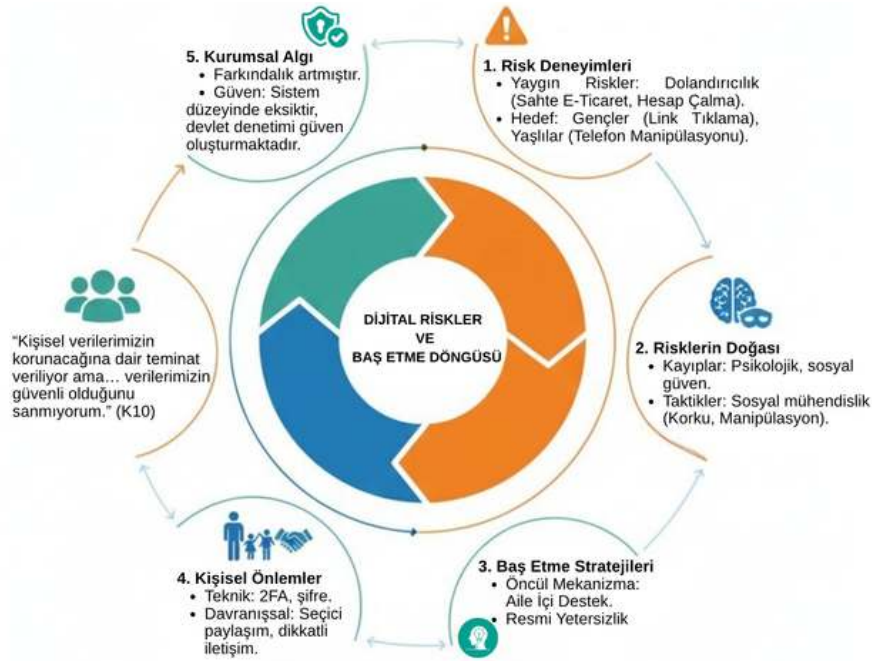 5. Kurumsal Algı
• Farkındalık artmıştır.
• Güven: Sistem
düzeyinde eksiktir,
devlet denetimi güven
oluşturmaktadır.
1. Risk Deneyimleri
• Yaygın Riskler: Dolandırıcılık
(Sahte E-Ticaret, Hesap Çalma).
• Hedef: Gençler (Link Tıklama),
Yaşlılar (Telefon Manipülasyonu).
DİJİTAL RİSKLER
VE
BAŞ ETME DÖNGÜSÜ
2. Risklerin Doğası
• Kayıplar: Psikolojik, sosyal
güven.
• Taktikler: Sosyal mühendislik
(Korku, Manipülasyon).
"Kişisel verilerimizin
korunacağına dair teminat
veriliyor ama… verilerimizin
güvenli olduğunu
sanmıyorum." (K10)
3. Baş Etme Stratejileri
• Öncül Mekanizma:
Aile İçi Destek.
• Resmi Yetersizlik
4. Kişisel Önlemler
• Teknik: 2FA, şifre.
• Davranışsal: Seçici
paylaşım, dikkatli
iletişim.